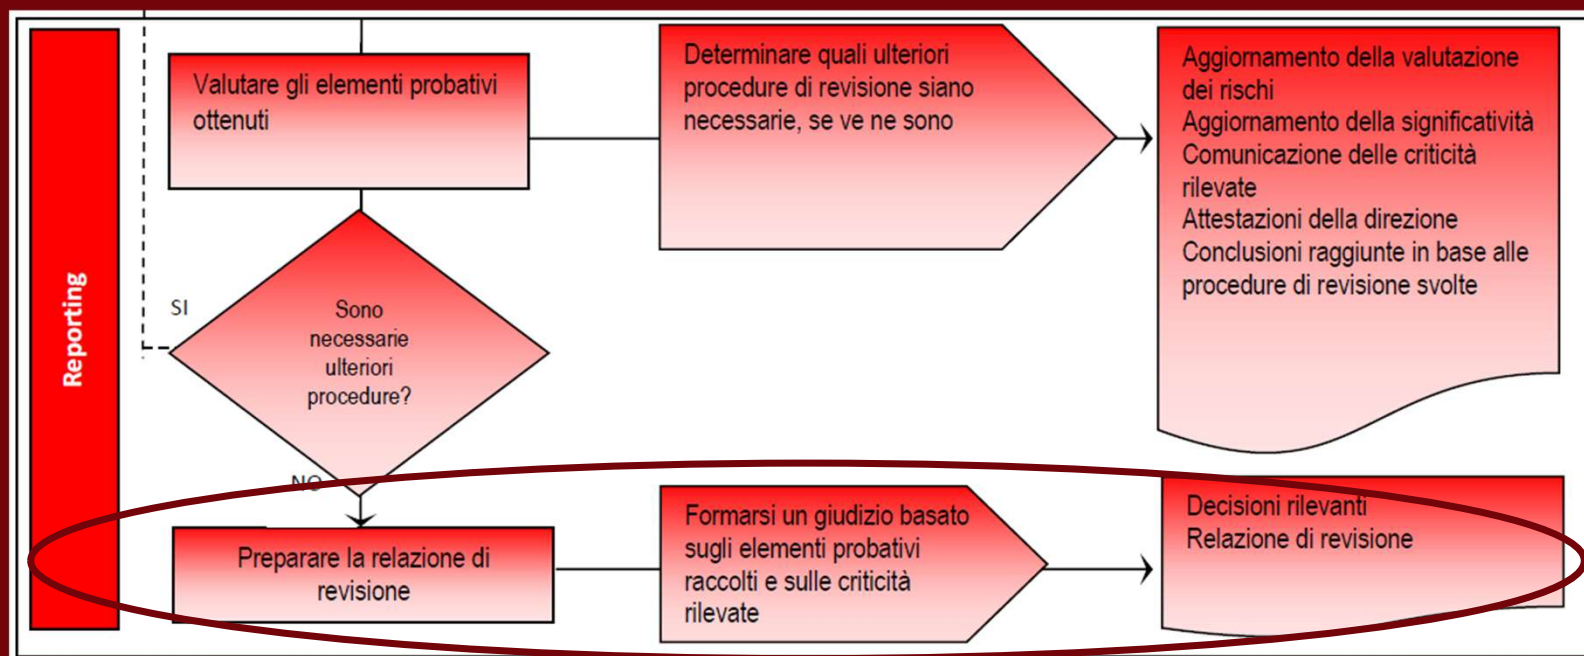 Reporting
Valutare gli elementi probativi
ottenuti
Determinare quali ulteriori
procedure di revisione siano
necessarie, se ve ne sono
Aggiornamento della valutazione
dei rischi
Aggiornamento della significatività
Comunicazione delle criticità
rilevate
Attestazioni della direzione
Conclusioni raggiunte in base alle
procedure di revisione svolte
SI
Sono
necessarie
ulteriori
procedure?
NO
Preparare la relazione di
revisione
Formarsi un giudizio basato
sugli elementi probativi
raccolti e sulle criticità
rilevate
Decisioni rilevanti
Relazione di revisione